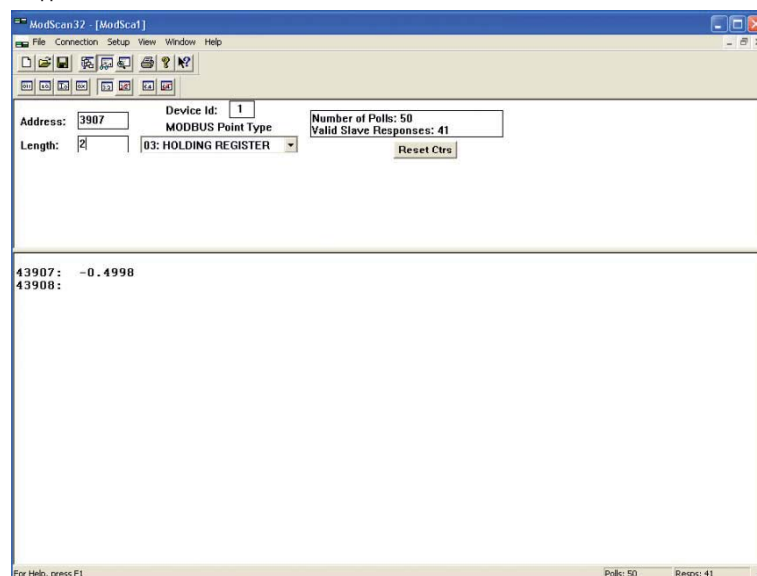 ModScan32 - [ModSca1]
File Connection Setup View Window Help
Address: 3907
Device Id: 1
MODBUS Point Type
Length: 2
03: HOLDING REGISTER
Number of Polls: 50
Valid Slave Responses: 41
Reset Ctrs
43907: -0.4998
43908:
For Help, press F1
Polls: 50
Resps: 41